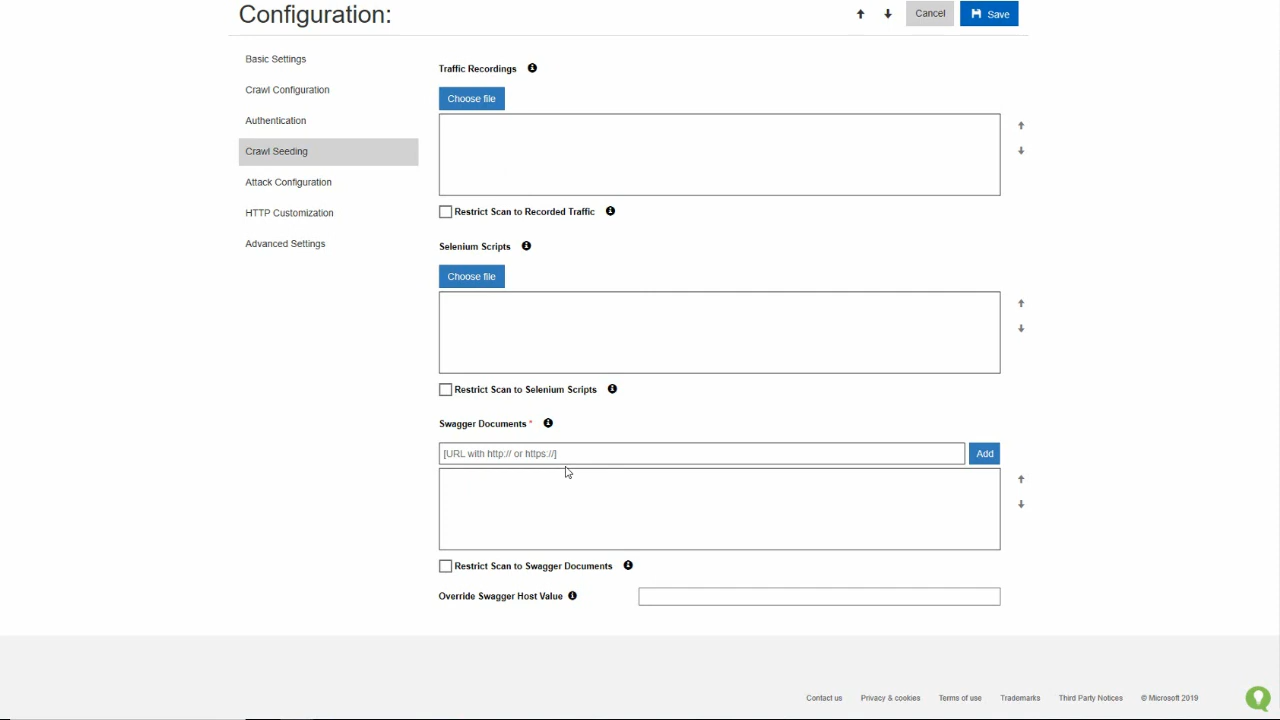 Configuration:
Cancel
Save
Basic Settings
Crawl Configuration
Authentication
Crawl Seeding
Attack Configuration
HTTP Customization
Advanced Settings
Traffic Recordings
Choose file
Restrict Scan to Recorded Traffic
Selenium Scripts
Choose file
Restrict Scan to Selenium Scripts
Swagger Documents *
[URL with http:// or https://]
Add
Restrict Scan to Swagger Documents
Override Swagger Host Value
Contact us Privacy & cookies Terms of use Trademarks Third Party Notices © Microsoft 2019